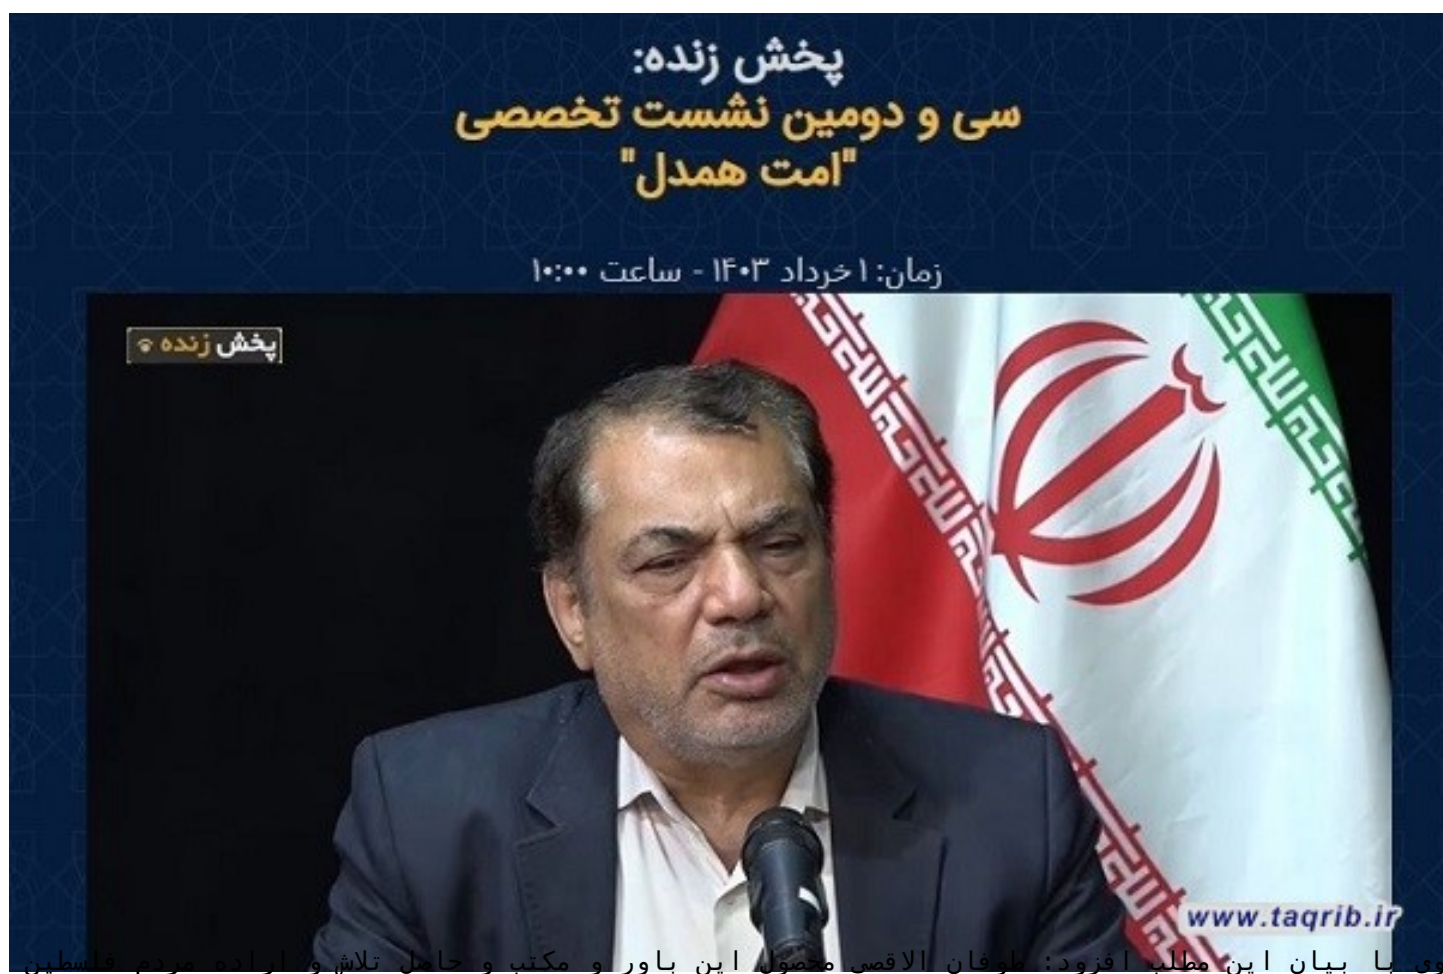 پخش زنده:
سی و دومین نشست تخصصی
"امت همدل"
زمان: ۱ خرداد ۱۴۰۳ - ساعت ۱۰:۰۰
پخش زنده
www.taqrib.ir
وی با بیان این مطلب افزود: طوفان الاقصی محصول این باور و مکتب و حاصل تلاش و اراده مردم فلسطین